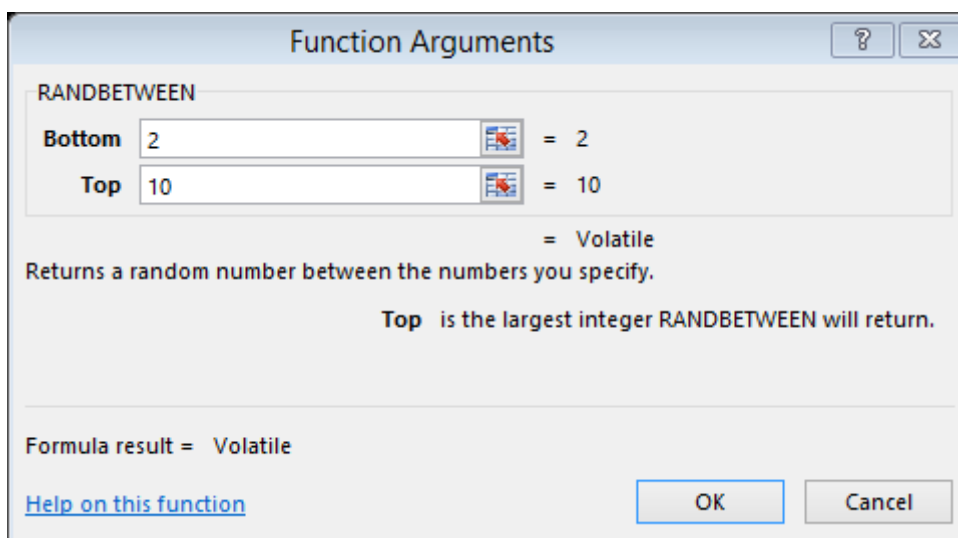 Function Arguments
RANDBETWEEN
Bottom 2 = 2
Top 10 = 10
= Volatile
Returns a random number between the numbers you specify.
Top is the largest integer RANDBETWEEN will return.
Formula result = Volatile
Help on this function
OK Cancel